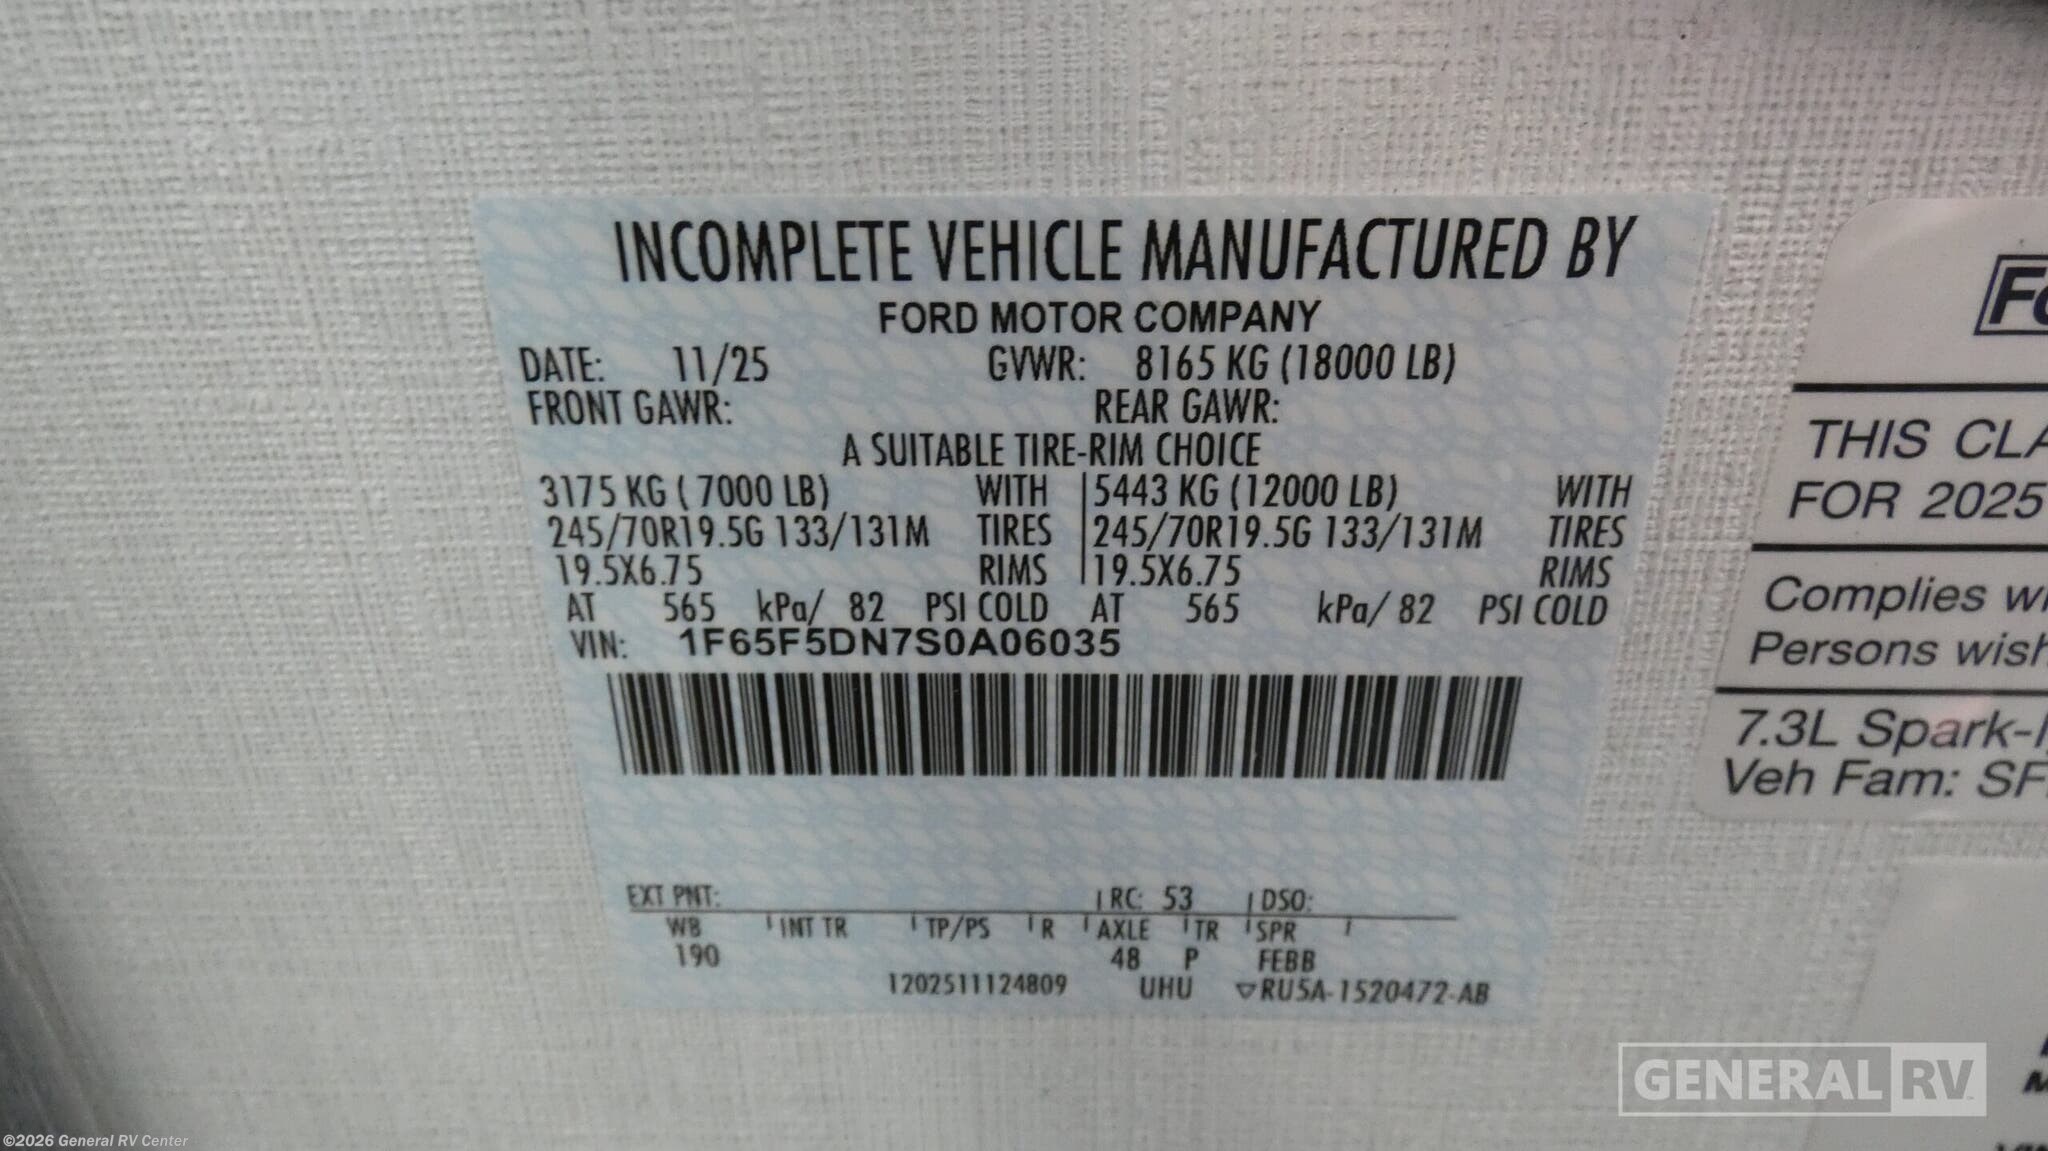 INCOMPLETE VEHICLE MANUFACTURED BY
FORD MOTOR COMPANY
DATE: 11/25 GVWR: 8165 KG (18000 LB)
FRONT GAWR: REAR GAWR:
A SUITABLE TIRE-RIM CHOICE
3175 KG ( 7000 LB) WITH 5443 KG (12000 LB) WITH
245/70R19.5G 133/131M TIRES 245/70R19.5G 133/131M TIRES
19.5X6.75 RIMS 19.5X6.75 RIMS
AT 565 kPa/ 82 PSI COLD AT 565 kPa/ 82 PSI COLD
VIN: 1F65F5DN7S0A06035
EXT PNT: RC: 53 DSO:
WB INT TR TP/PS R AXLE TR SPR
190 48 P FEBB
1202511124809 UHU ▽RU5A-1520472-AB
THIS CLA
FOR 2025
Complies wi
Persons wish
7.3L Spark-I
Veh Fam: SF
GENERAL RV
©2026 General RV Center